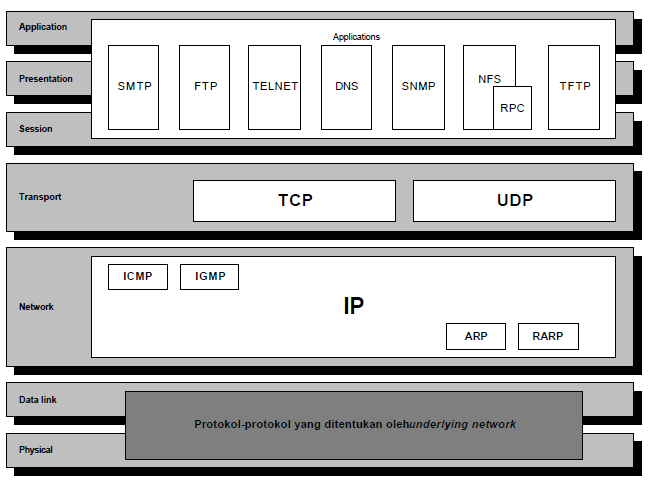 Application
Applications
SMTP
FTP
TELNET
DNS
SNMP
NFS
RPC
TFTP
Presentation
Session
Transport
TCP
UDP
ICMP
IGMP
Network
IP
ARP
RARP
Data link
Protokol-protokol yang ditentukan olehunderlying network
Physical